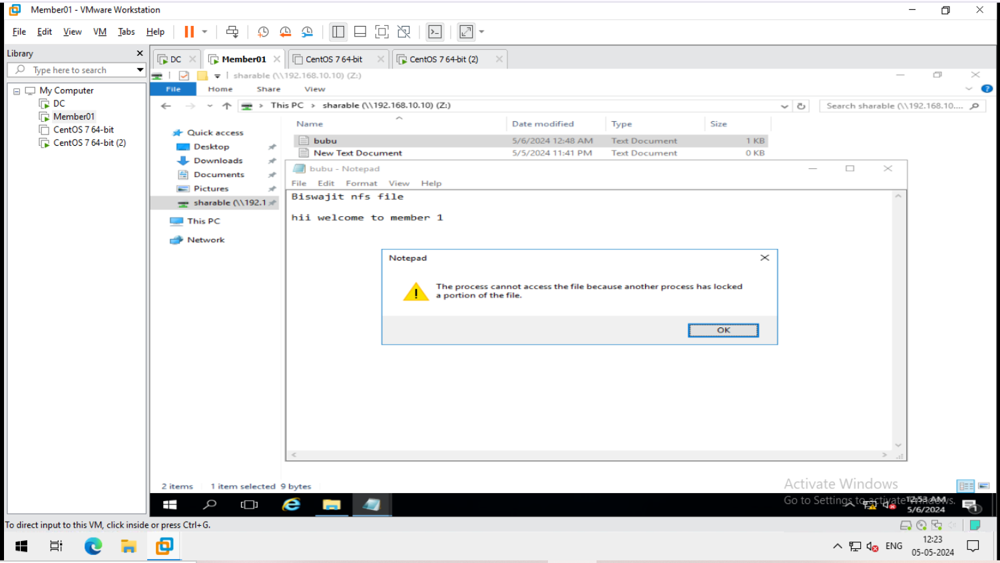 Member01 - VMware Workstation
File Edit View VM Tabs Help
Library
Type here to search
My Computer
DC
Member01
CentOS 7 64-bit
CentOS 7 64-bit (2)
DC Member01 CentOS 7 64-bit CentOS 7 64-bit (2)
sharable (\\192.168.10.10) (Z:)
File Home Share View
This PC > sharable (\\192.168.10.10) (Z:)
Search sharable (\\192.168.10....
Quick access
Desktop
Downloads
Documents
Pictures
sharable (\\192.1
This PC
Network
Name Date modified Type Size
bubu 5/6/2024 12:48 AM Text Document 1 KB
New Text Document 5/5/2024 11:41 PM Text Document 0 KB
bubu - Notepad
File Edit Format View Help
Biswajit nfs file
hii welcome to member 1
Notepad
The process cannot access the file because another process has locked
a portion of the file.
OK
2 items 1 item selected 9 bytes
Activate Windows
Go to Settings to activate Windows.
12:53 AM
5/6/2024
1
To direct input to this VM, click inside or press Ctrl+G.
ENG
12:23
05-05-2024